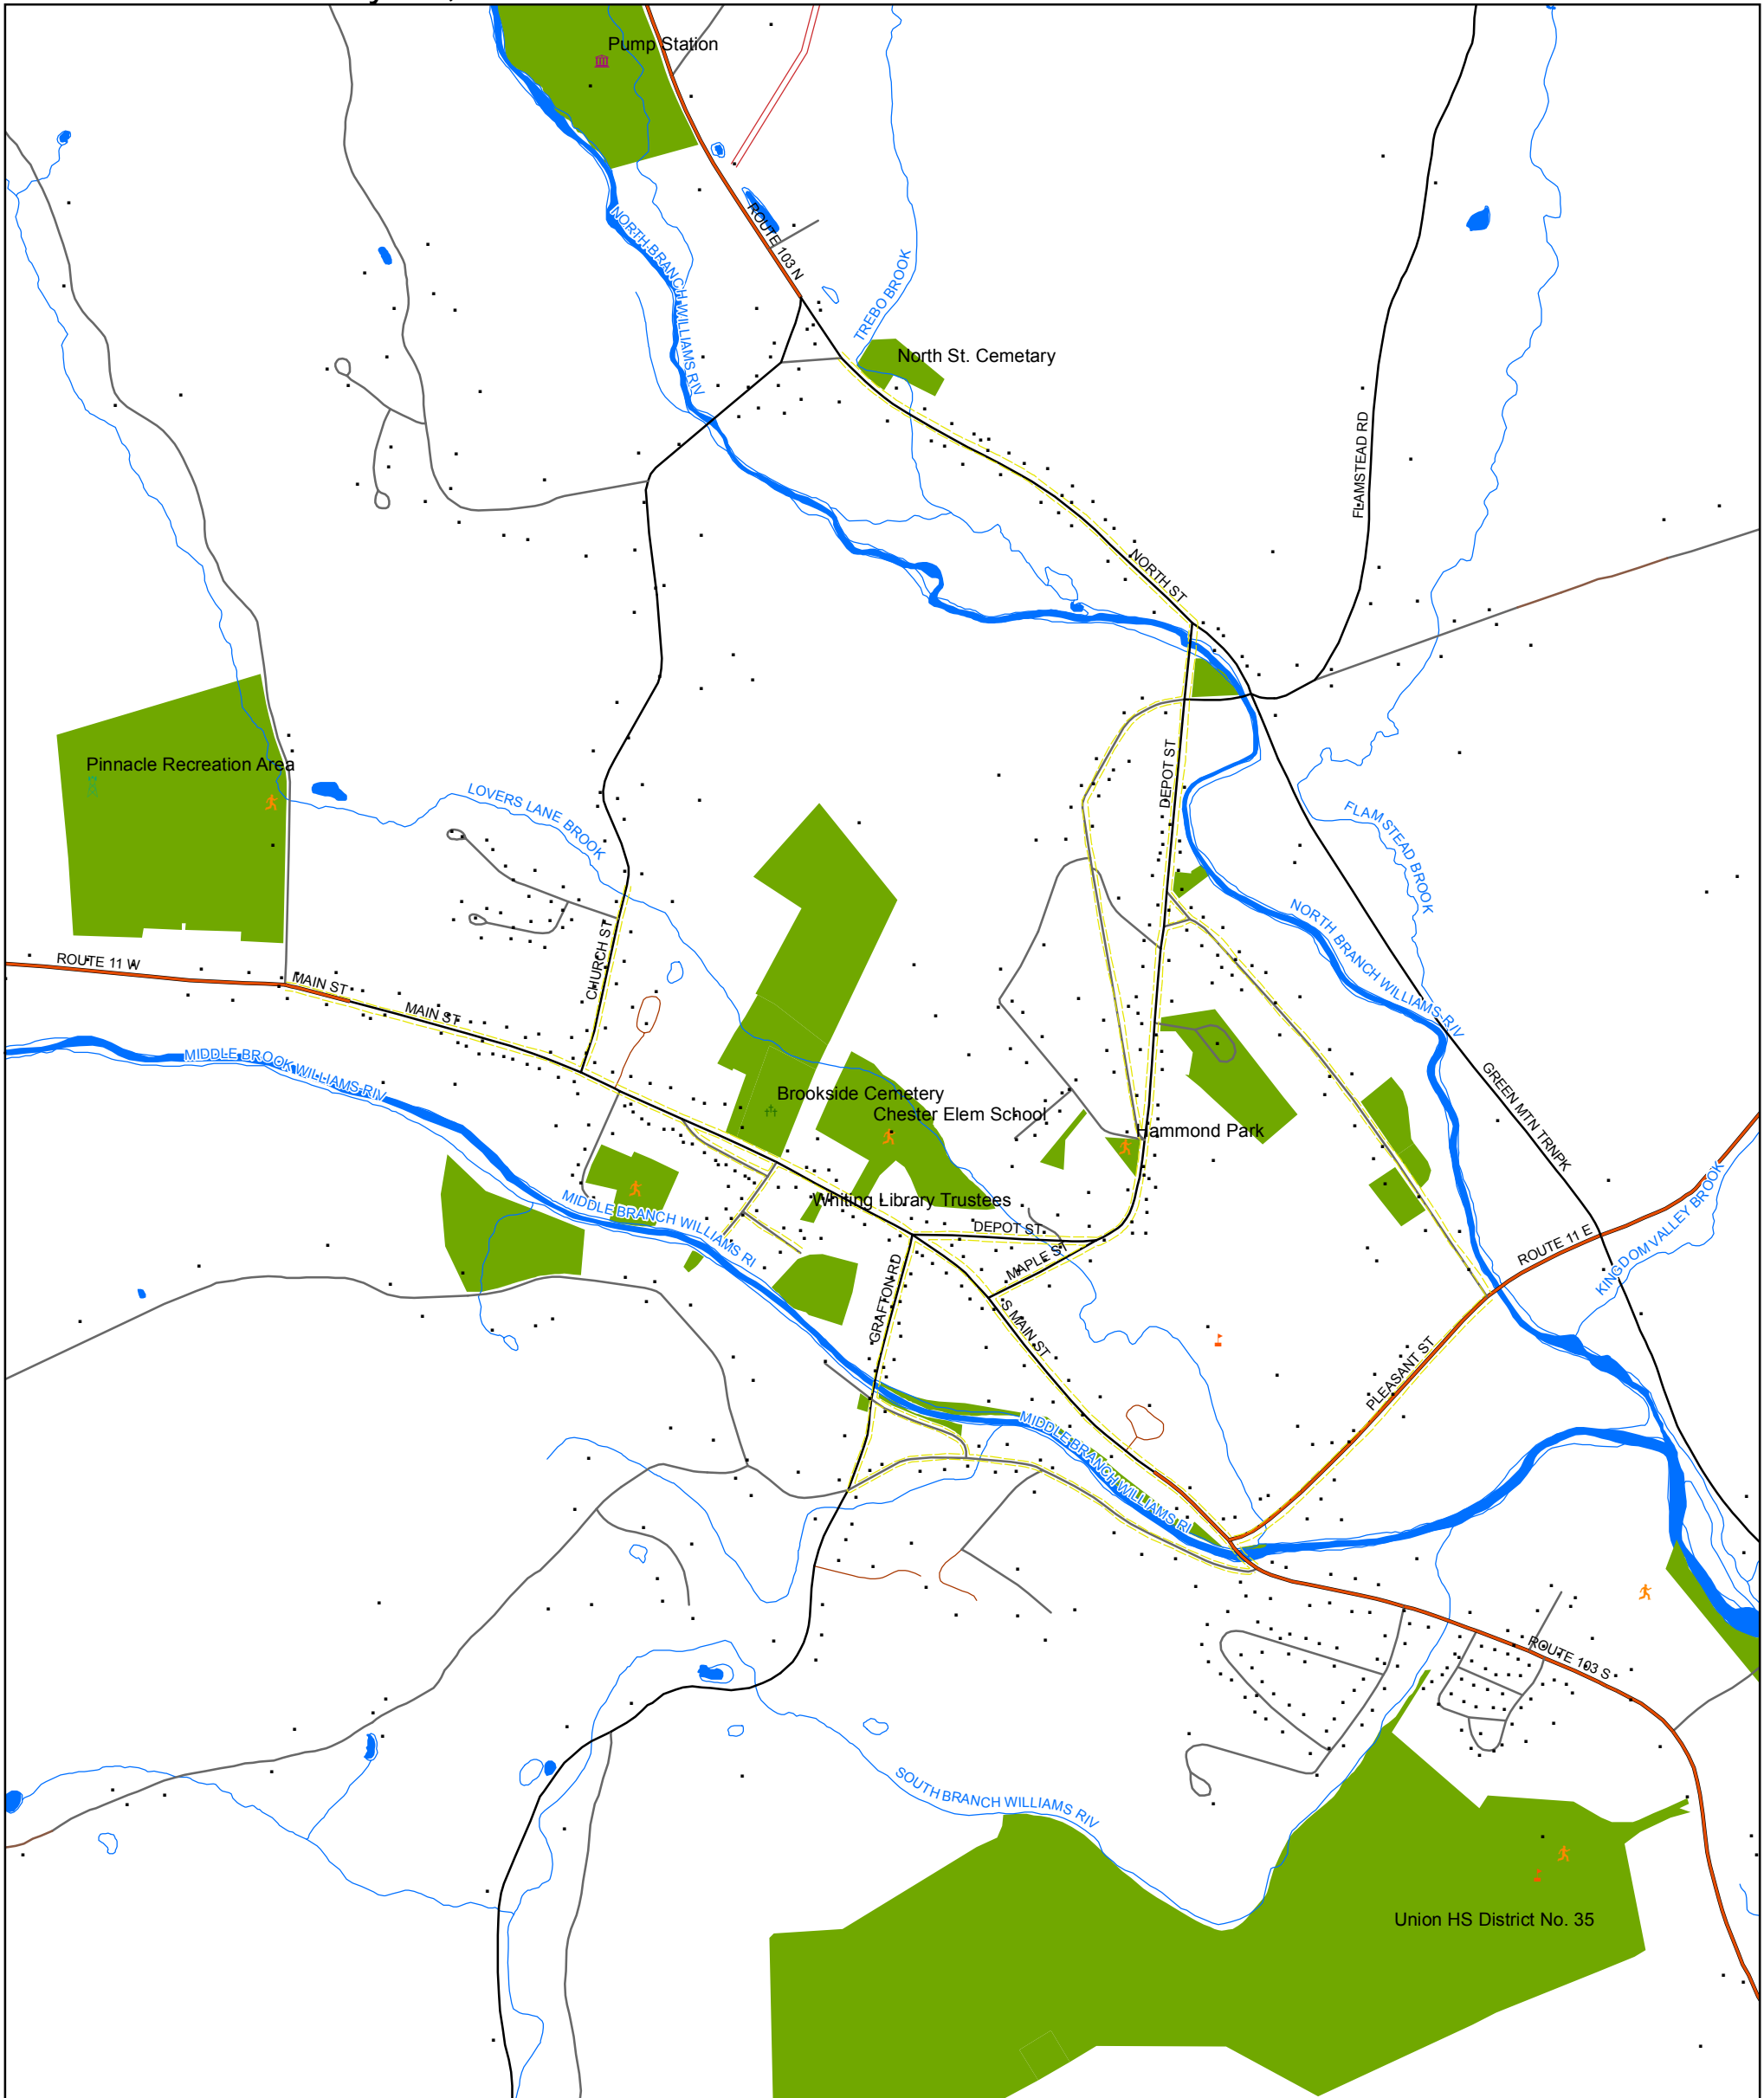 Pump Station
ROUTE 103 N
NORTH BRANCH WILLIAMS RIV
TREBO BROOK
North St. Cemetary
FLAMSTEAD RD
NORTH ST
Pinnacle Recreation Area
LOVERS LANE BROOK
DEPOT ST
FLAMSTEAD BROOK
NORTH BRANCH WILLIAMS RIV
CHURCH ST
ROUTE 11 W
MAIN ST
MAIN ST
MIDDLE BROOK WILLIAMS RIV
Brookside Cemetery
Chester Elem School
Hammond Park
GREEN MTN TRNPK
Whiting Library Trustees
MIDDLE BRANCH WILLIAMS RI
DEPOT ST
MAPLE ST
GRAFTON RD
S MAIN ST
ROUTE 11 E
KINGDOM VALLEY BROOK
PLEASANT ST
MIDDLE BRANCH WILLIAMS RI
ROUTE 103 S
SOUTH BRANCH WILLIAMS RIV
Union HS District No. 35